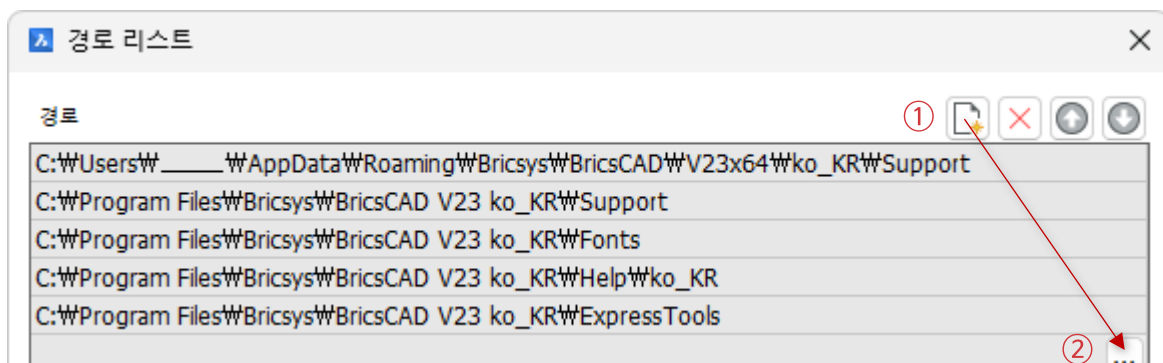 경로 리스트
경로
①
C:₩Users₩_____₩AppData₩Roaming₩Bricsys₩BricsCAD₩V23x64₩ko_KR₩Support
C:₩Program Files₩Bricsys₩BricsCAD V23 ko_KR₩Support
C:₩Program Files₩Bricsys₩BricsCAD V23 ko_KR₩Fonts
C:₩Program Files₩Bricsys₩BricsCAD V23 ko_KR₩Help₩ko_KR
C:₩Program Files₩Bricsys₩BricsCAD V23 ko_KR₩ExpressTools
② ...